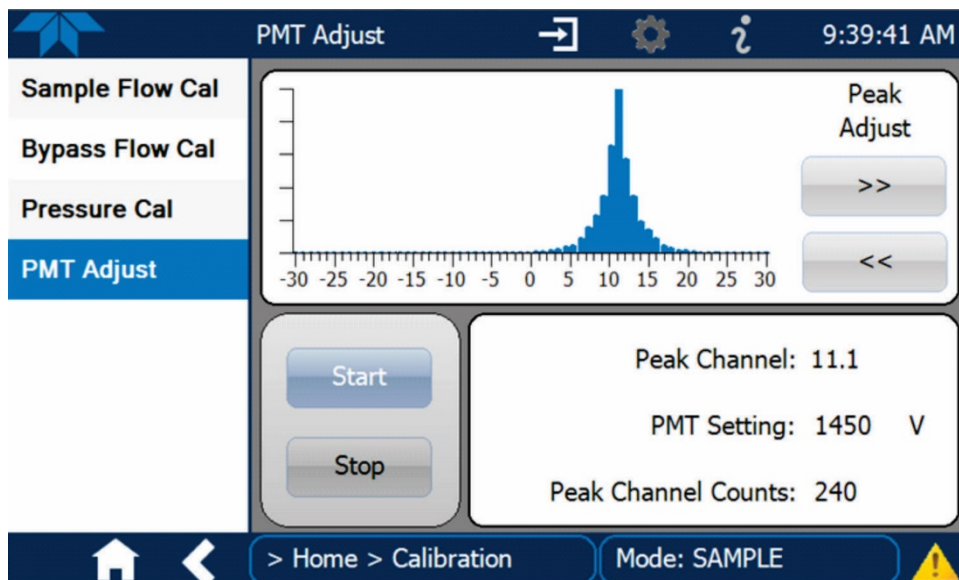 PMT Adjust
9:39:41 AM
Sample Flow Cal
Bypass Flow Cal
Pressure Cal
PMT Adjust
-30 -25 -20 -15 -10 -5 0 5 10 15 20 25 30
Peak
Adjust
>>
<<
Start
Stop
Peak Channel: 11.1
PMT Setting: 1450 V
Peak Channel Counts: 240
> Home > Calibration
Mode: SAMPLE